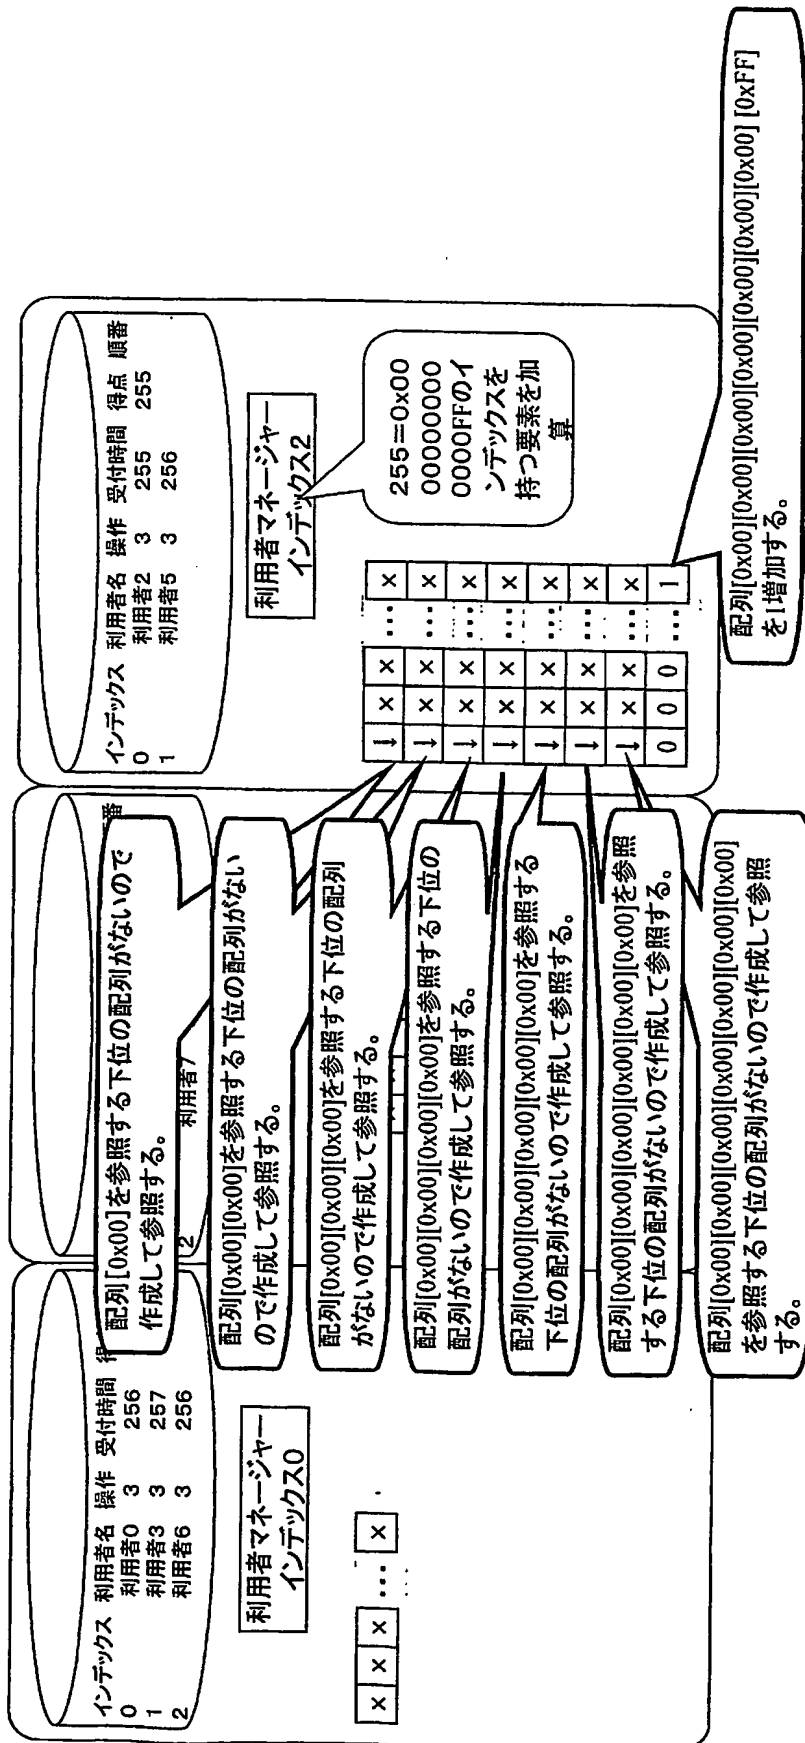 インデックス 利用者名 操作 受付時間 得
0 利用者0 3 256
1 利用者3 3 257
2 利用者6 3 256
利用者マネージャー
インデックス0
× × × … ×
番
2 利用者7
インデックス 利用者名 操作 受付時間 得点 順番
0 利用者2 3 255 255
1 利用者5 3 256
利用者マネージャー
インデックス2
255=0x00
00000000
0000FFのイ
ンデックスを
持つ要素を加
算
↓ × × … ×
↓ × × … ×
↓ × × … ×
↓ × × … ×
↓ × × … ×
↓ × × … ×
↓ × × … ×
0 0 0 … 1
配列[0x00]を参照する下位の配列がないので
作成して参照する。
配列[0x00][0x00]を参照する下位の配列がない
ので作成して参照する。
配列[0x00][0x00][0x00]を参照する下位の配列
がないので作成して参照する。
配列[0x00][0x00][0x00][0x00]を参照する下位の
配列がないので作成して参照する。
配列[0x00][0x00][0x00][0x00][0x00]を参照する
下位の配列がないので作成して参照する。
配列[0x00][0x00][0x00][0x00][0x00][0x00]を参照
する下位の配列がないので作成して参照する。
配列[0x00][0x00][0x00][0x00][0x00][0x00][0x00]
を参照する下位の配列がないので作成して参照
する。
配列[0x00][0x00][0x00][0x00][0x00][0x00][0x00] [0xFF]
を1増加する。